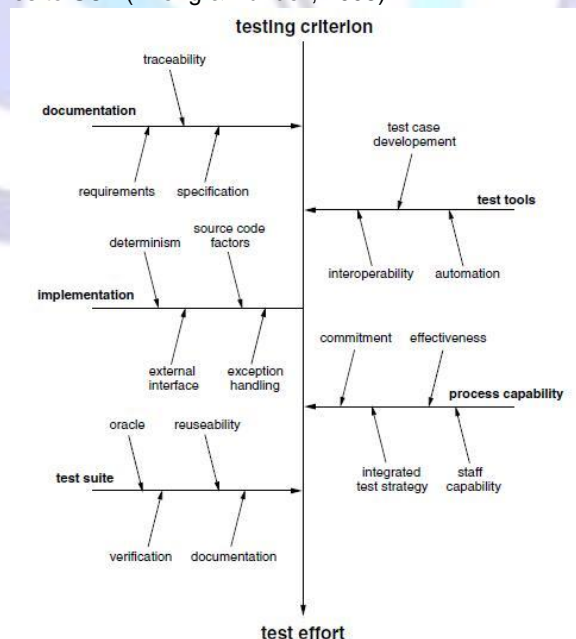 testing criterion
traceability
documentation
requirements
specification
test case
developement
test tools
interoperability
automation
determinism
source code
factors
implementation
external
interface
exception
handling
commitment
effectiveness
process capability
integrated
test strategy
staff
capability
oracle
reuseability
test suite
verification
documentation
test effort